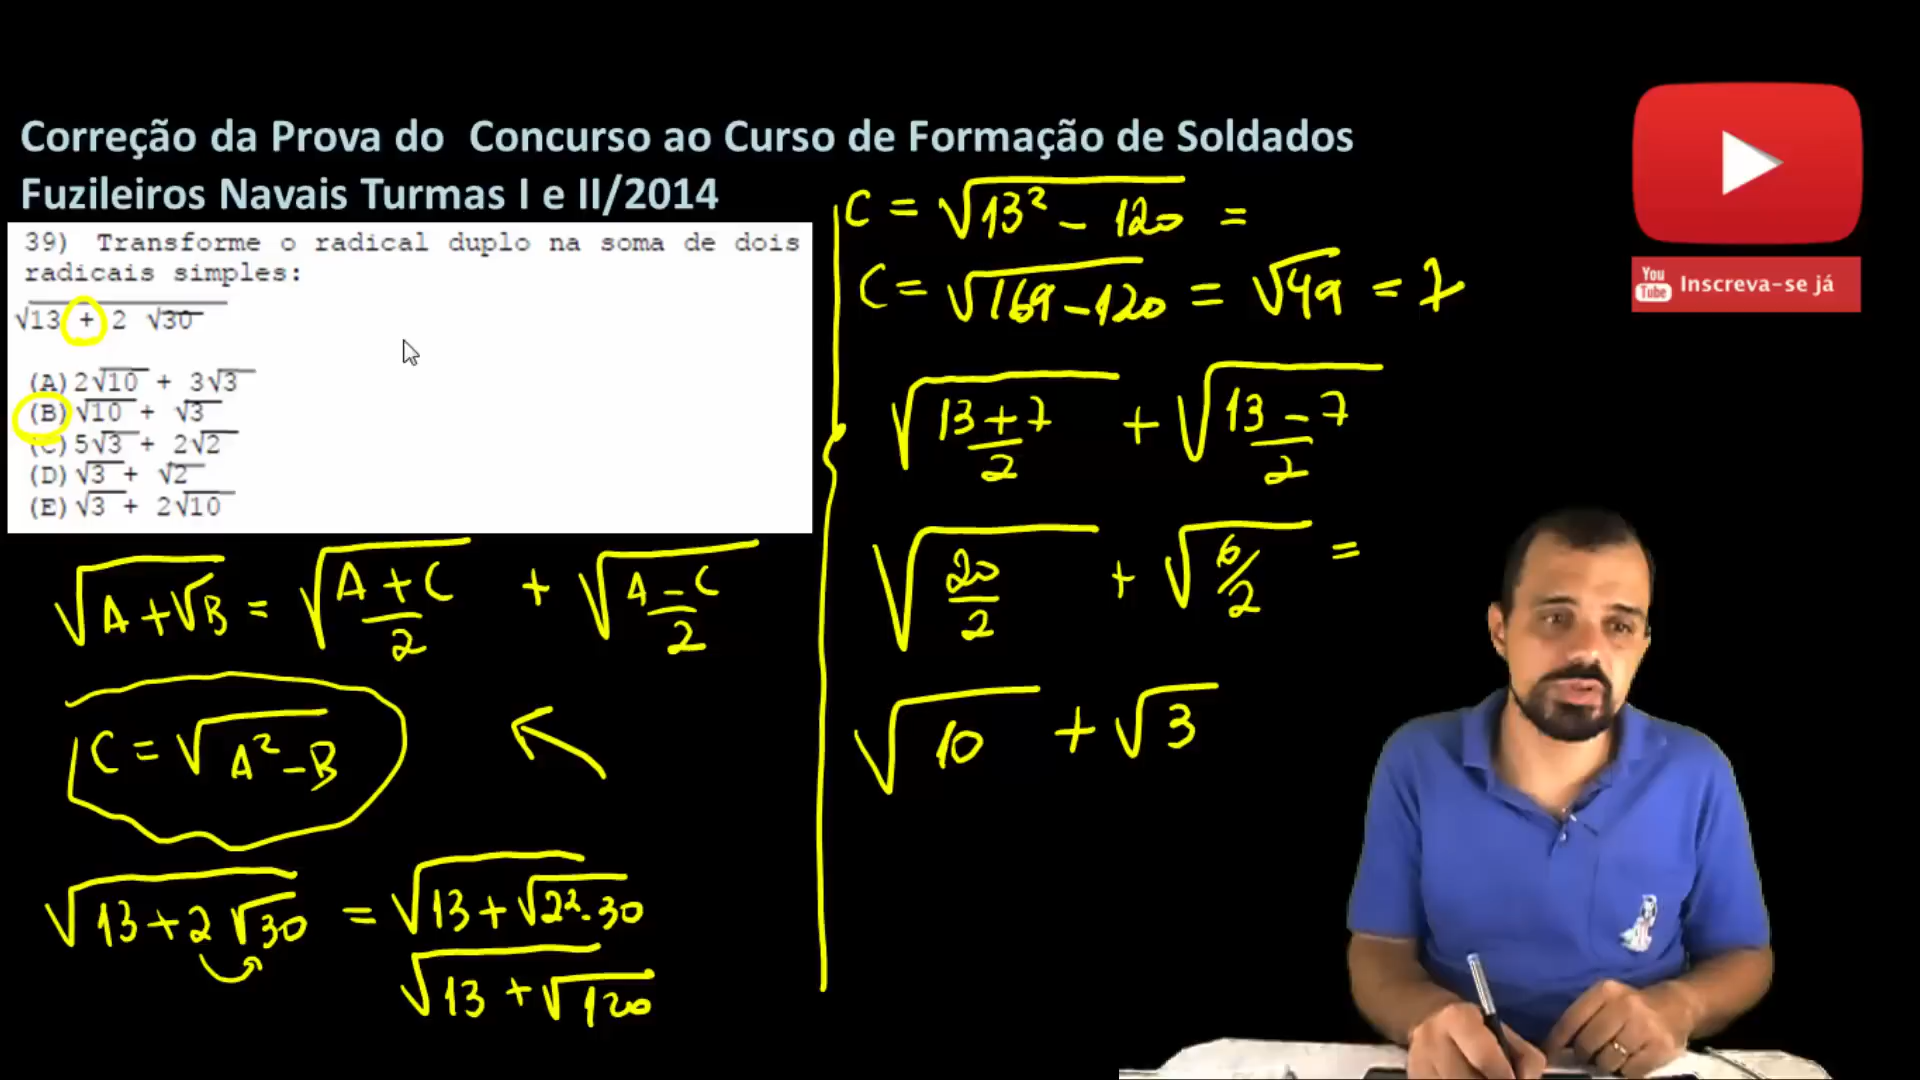 Correção da Prova do Concurso ao Curso de Formação de Soldados
Fuzileiros Navais Turmas I e II/2014
39) Transforme o radical duplo na soma de dois
radicais simples:
√(13 + 2 √30)
(A) 2√10 + 3√3
(B) √10 + √3
(C) 5√3 + 2√2
(D) √3 + √2
(E) √3 + 2√10
√(A+√B) = √((A+C)/2) + √((A-C)/2)
C = √(A²-B)
√(13+2√30) = √(13+√(2².30))
√(13+√120)
C = √(13² - 120) =
C = √(169-120) = √49 = 7
√((13+7)/2) + √((13-7)/2)
√(20/2) + √(6/2) =
√10 + √3
You
Tube
Inscreva-se já